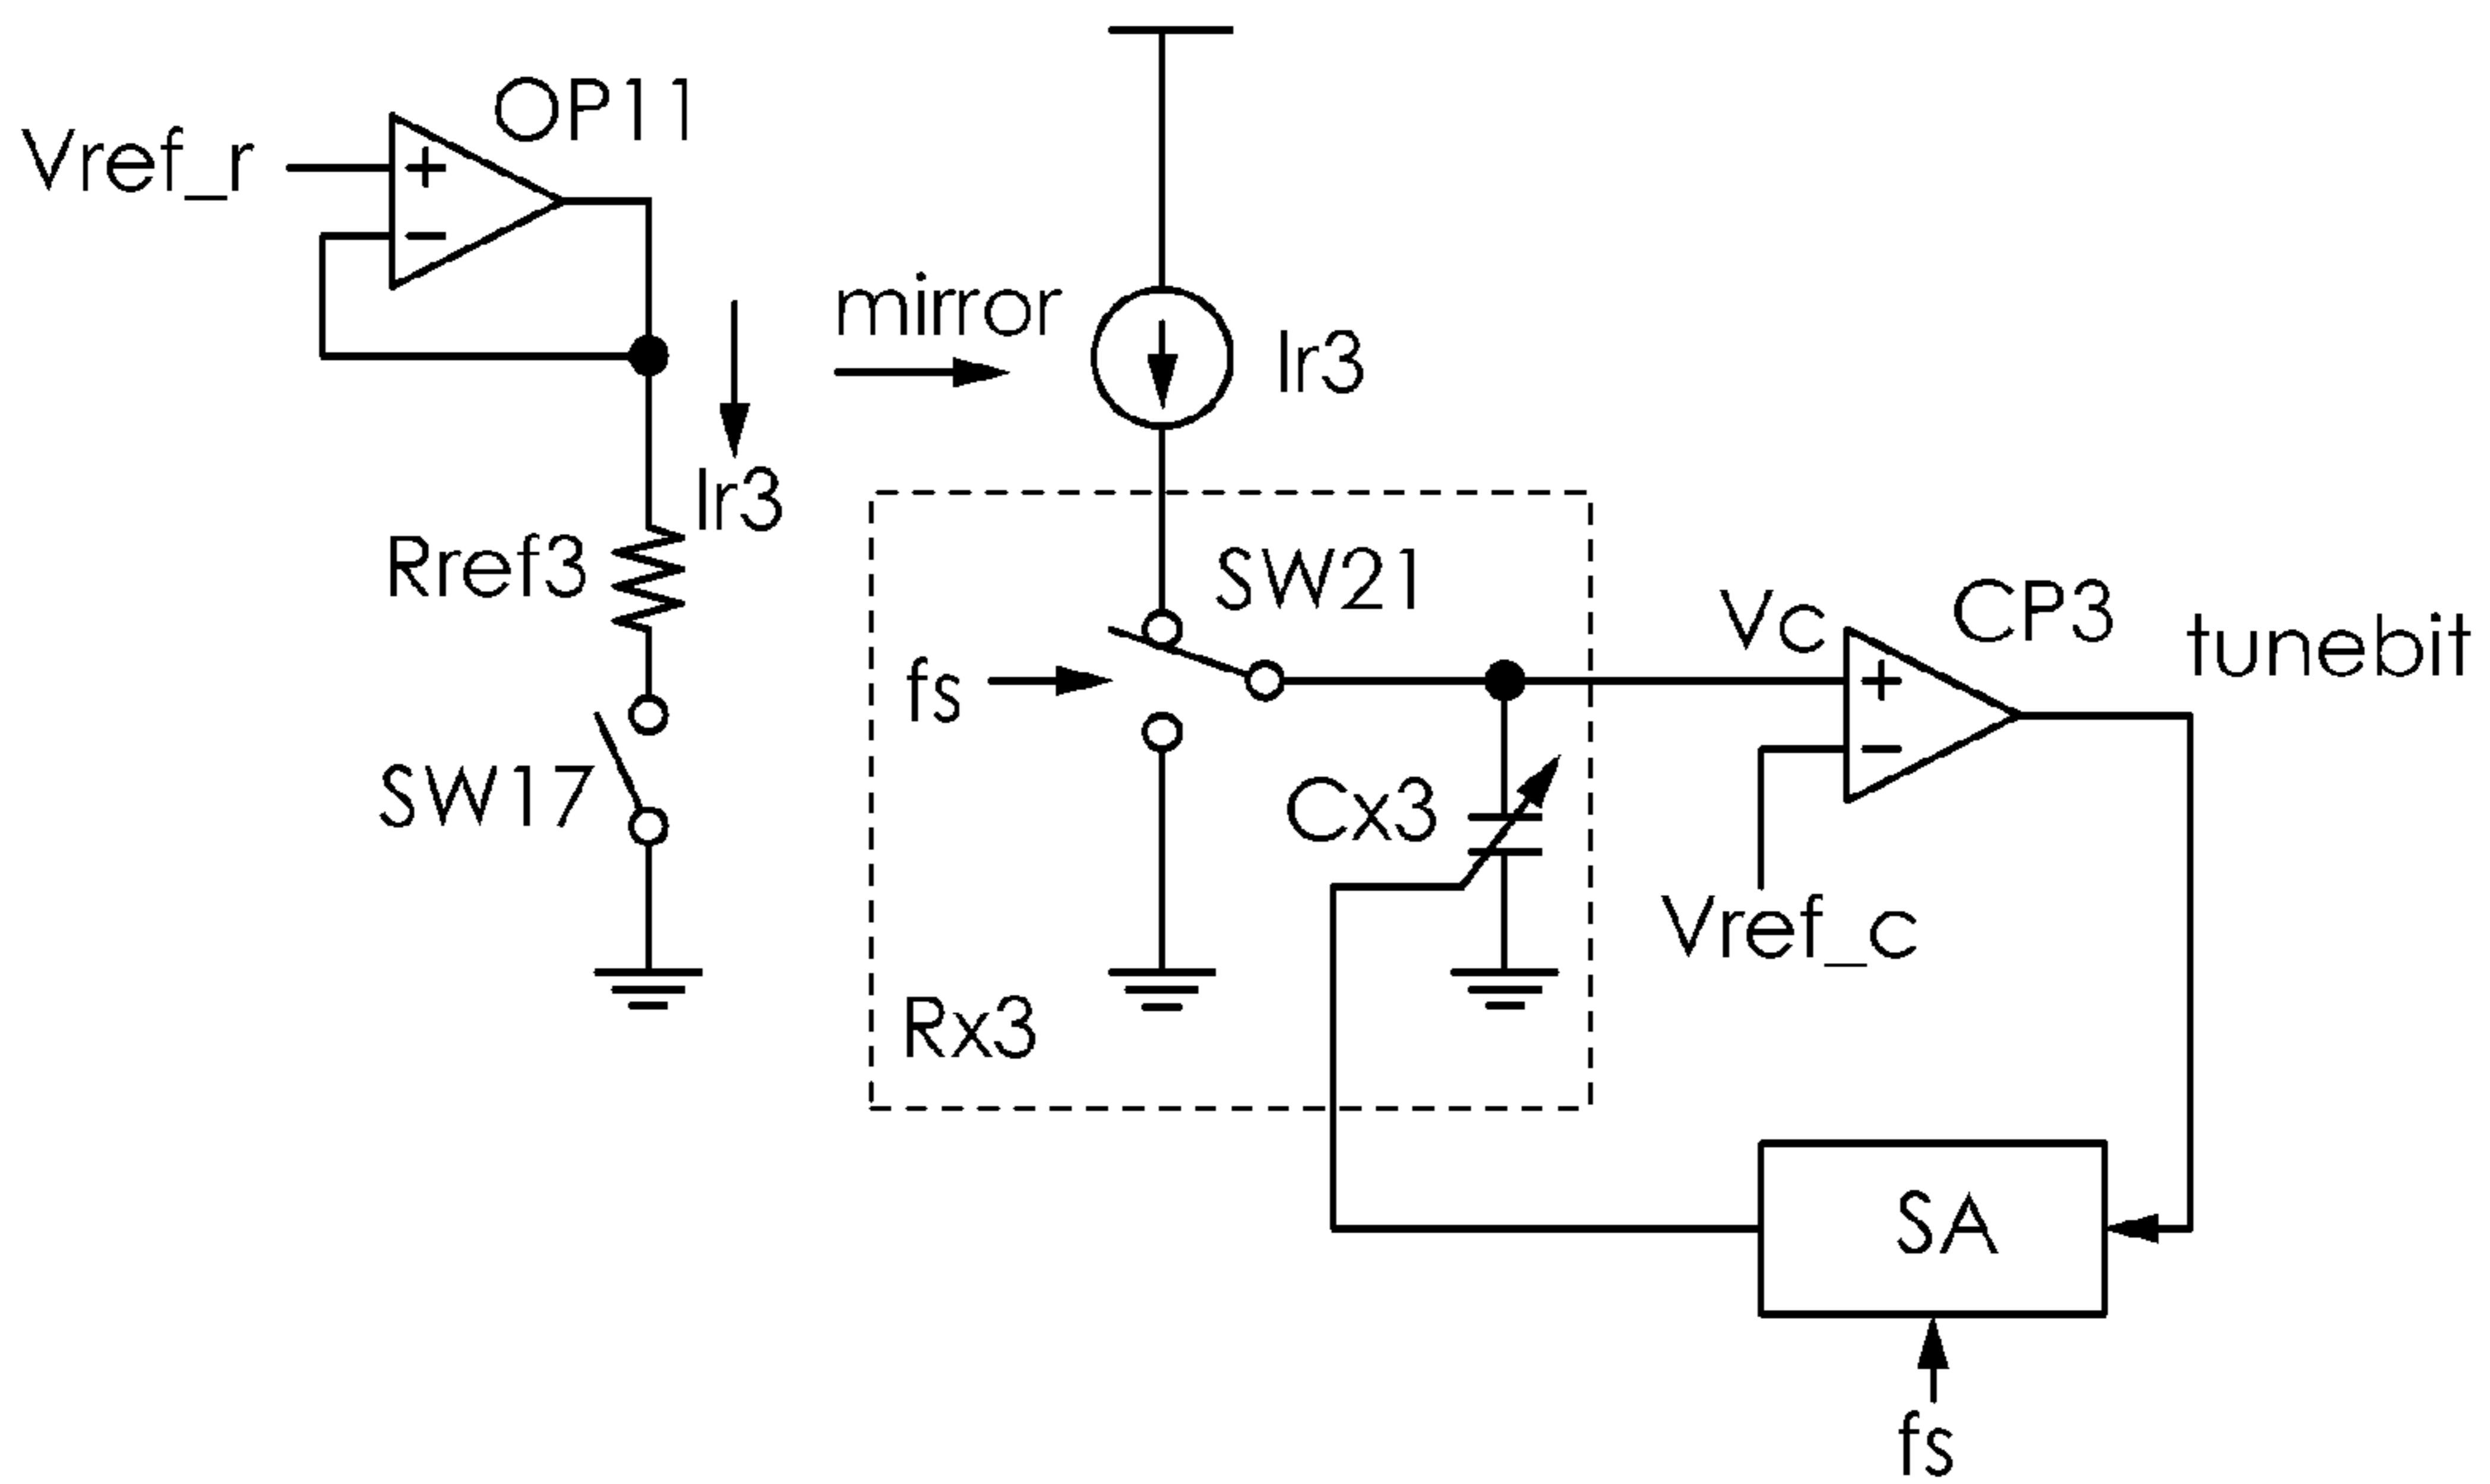 OP11
Vref_r
+
−
mirror
Ir3
Ir3
Rref3
SW21
CP3
Vc
tunebit
fs
+
−
SW17
Cx3
Vref_c
Rx3
SA
fs